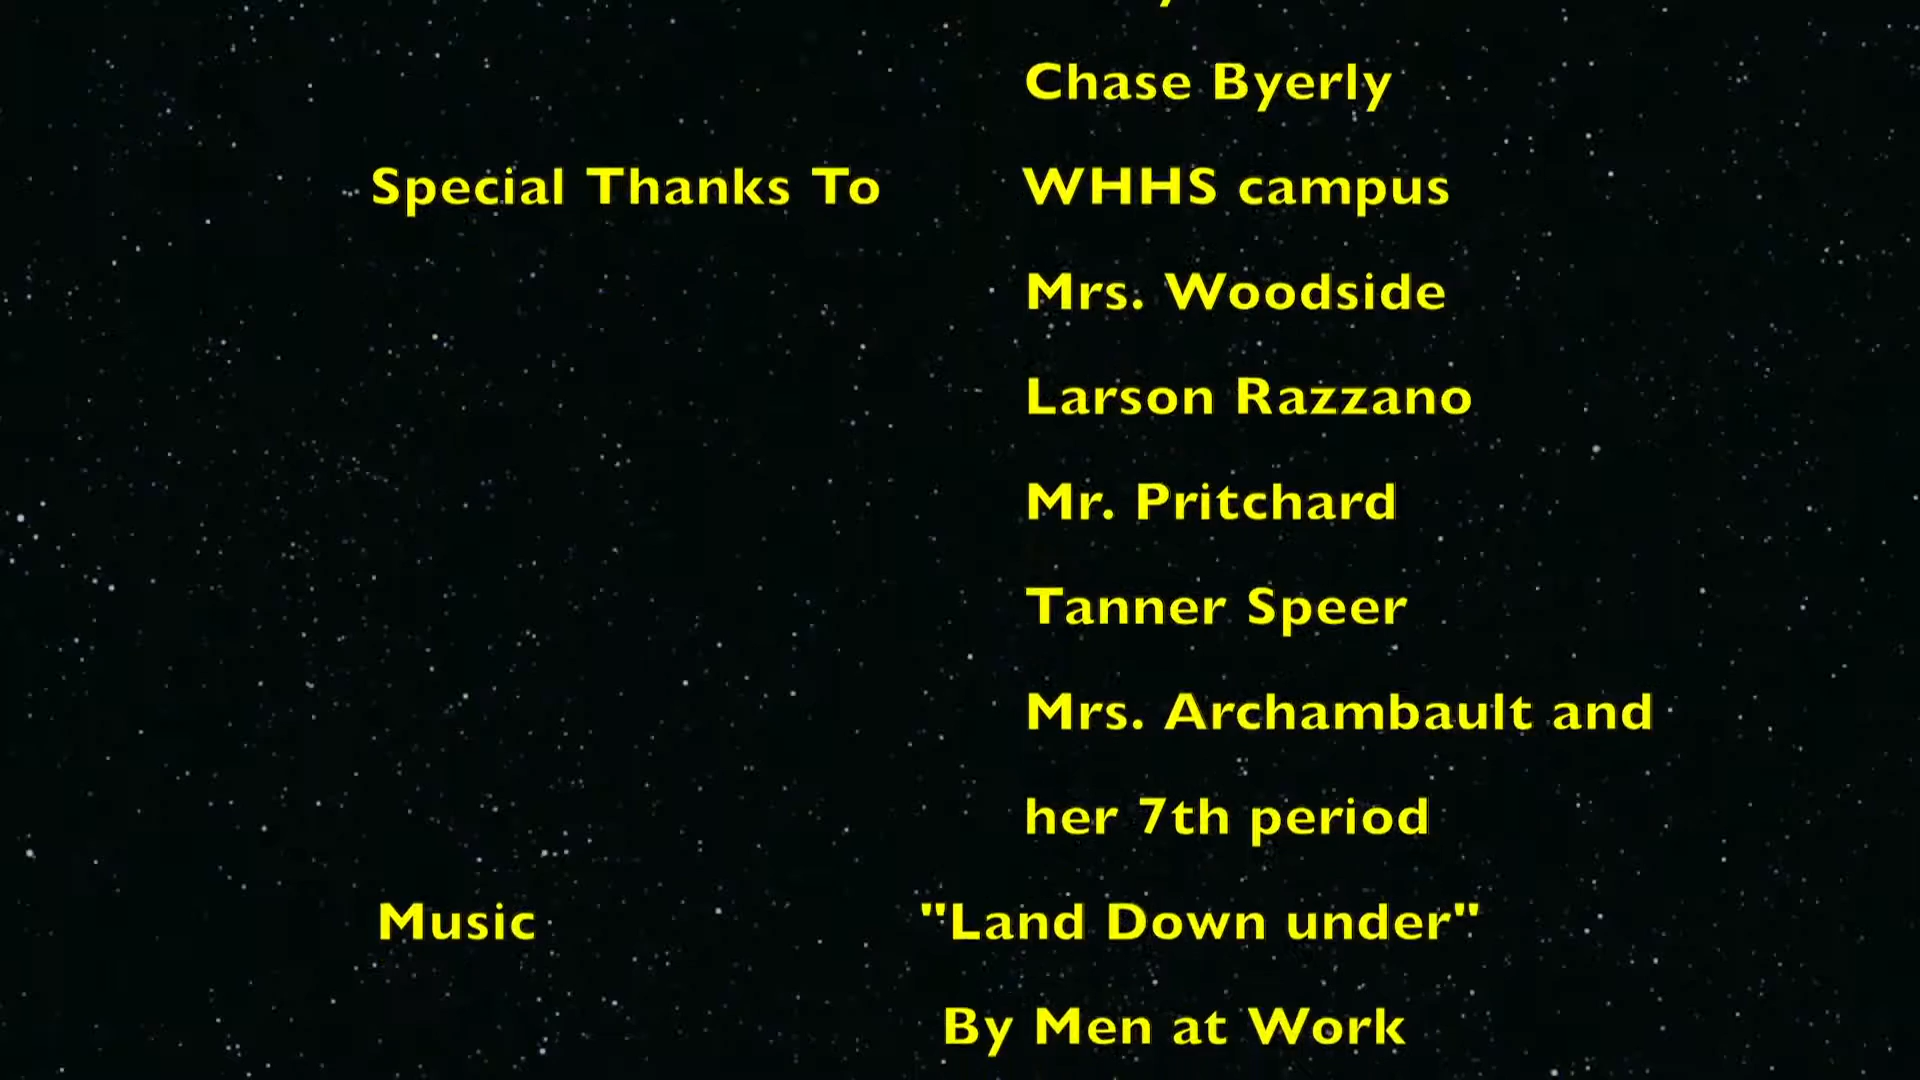 Chase Byerly
Special Thanks To WHHS campus
Mrs. Woodside
Larson Razzano
Mr. Pritchard
Tanner Speer
Mrs. Archambault and
her 7th period
Music "Land Down under"
By Men at Work